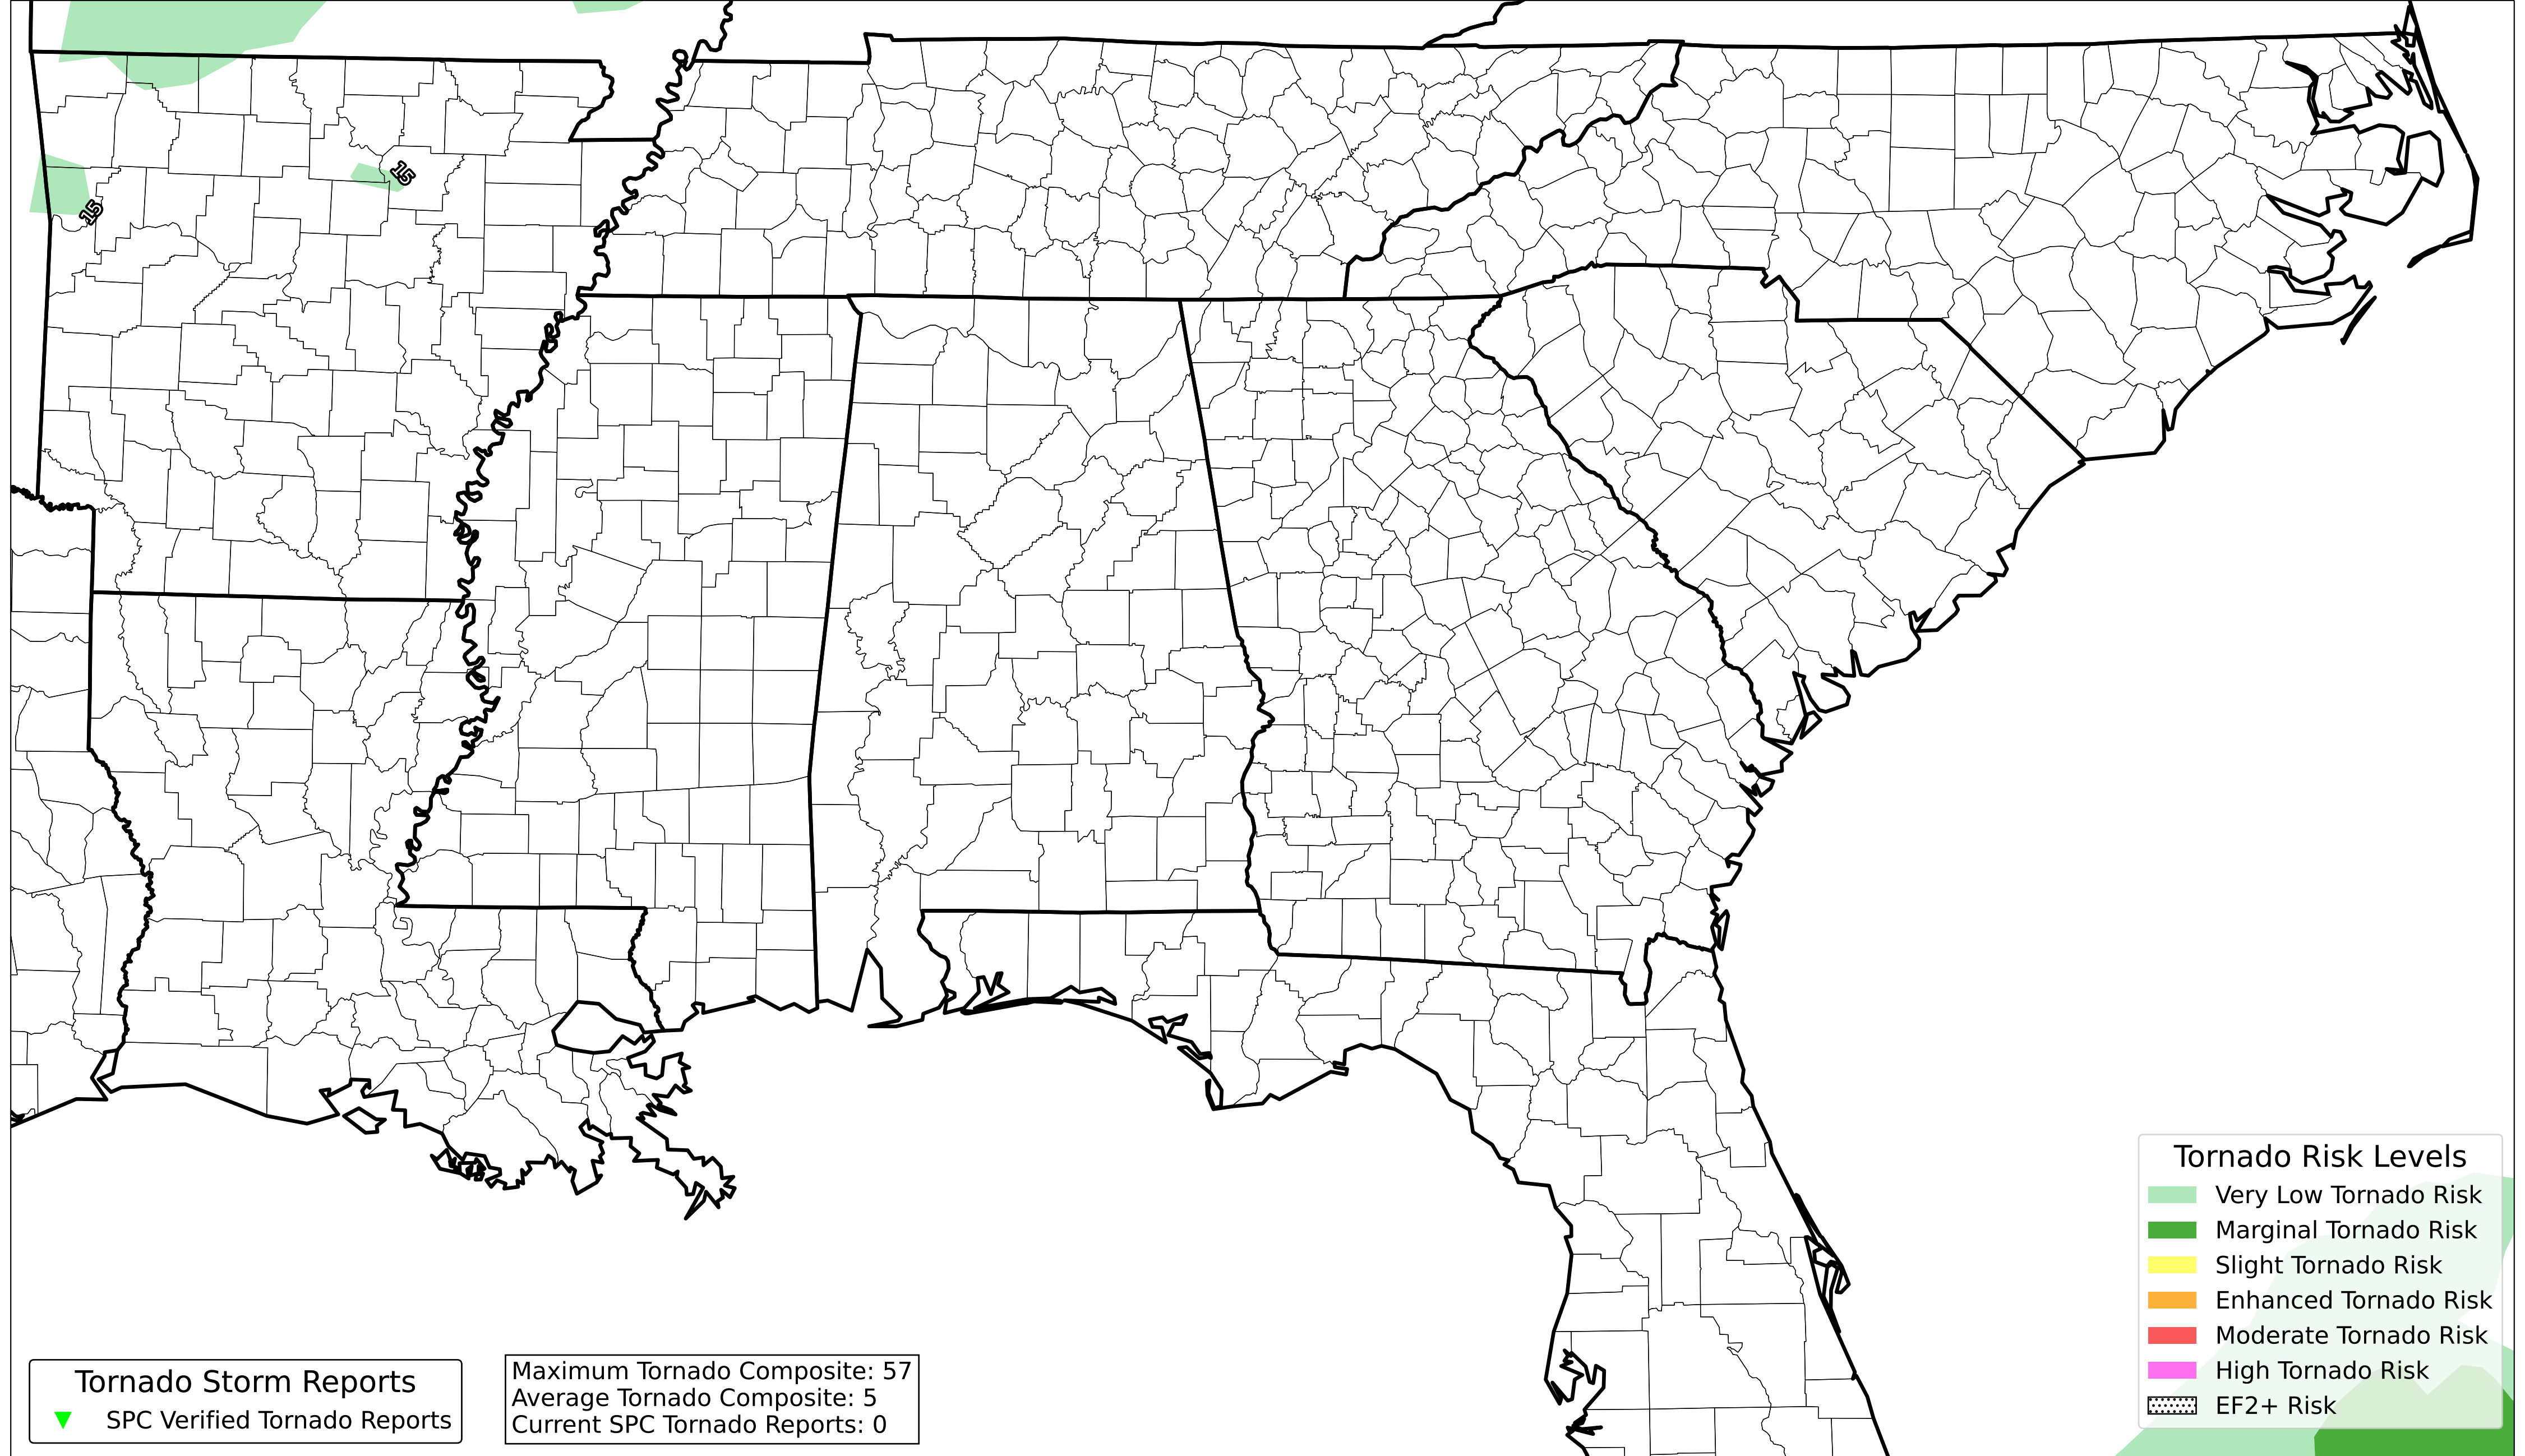 15
15
Tornado Risk Levels
Very Low Tornado Risk
Marginal Tornado Risk
Slight Tornado Risk
Enhanced Tornado Risk
Moderate Tornado Risk
High Tornado Risk
EF2+ Risk
Tornado Storm Reports
SPC Verified Tornado Reports
Maximum Tornado Composite: 57
Average Tornado Composite: 5
Current SPC Tornado Reports: 0